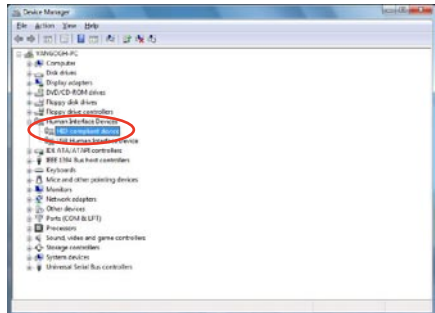 Device Manager
File Action View Help
YANGOGH-PC
Computer
Disk drives
Display adapters
DVD/CD-ROM drives
Floppy disk drives
Floppy drive controllers
Human Interface Devices
HID-compliant device
USB Human Interface Device
IDE ATA/ATAPI controllers
IEEE 1394 Bus host controllers
Keyboards
Mice and other pointing devices
Monitors
Network adapters
Other devices
Ports (COM & LPT)
Processors
Sound, video and game controllers
Storage controllers
System devices
Universal Serial Bus controllers